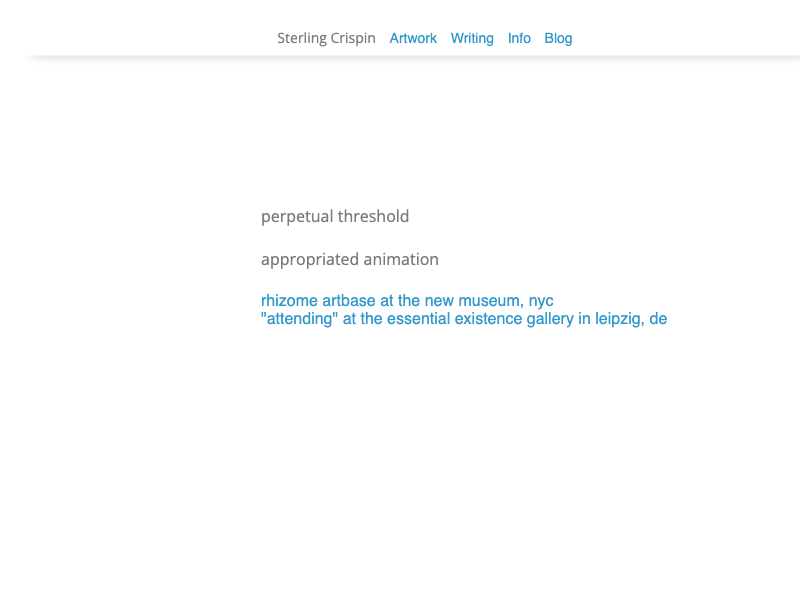 Sterling Crispin Artwork Writing Info Blog
perpetual threshold
appropriated animation
rhizome artbase at the new museum, nyc
"attending" at the essential existence gallery in leipzig, de